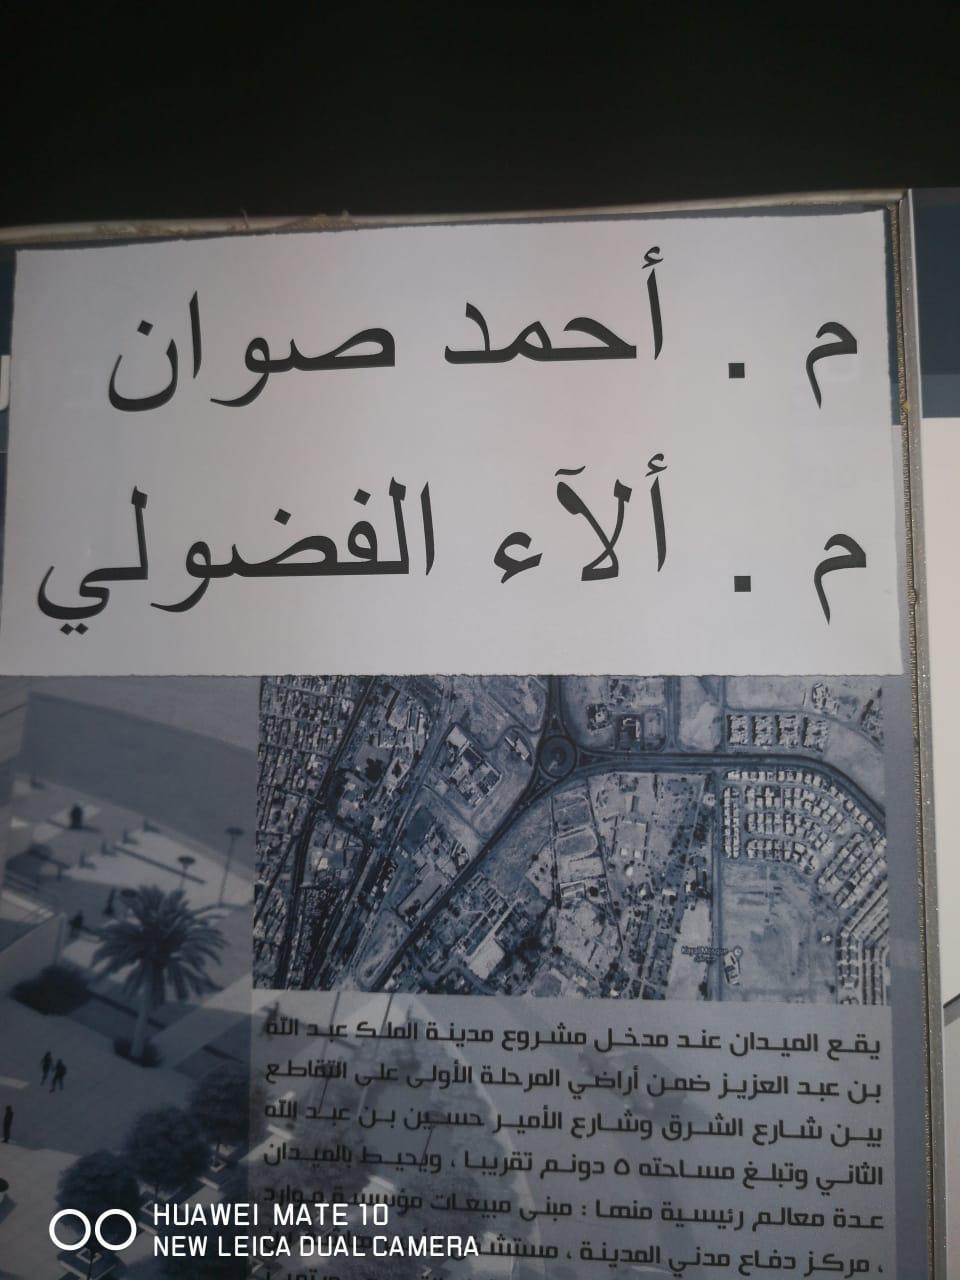 م . أحمد صوان
م . ألآء الفضولي
يقع الميدان عند مدخل مشروع مدينة الملك عبد الله
بن عبد العزيز ضمن أراضي المرحلة الأولى على التقاطع
بين شارع الشرق وشارع الأمير حسين بن عبد الله
الثاني وتبلغ مساحته ٥ دونم تقريبا ، ويحيط بالميدان
عدة معالم رئيسية منها : مبنى مبيعات مؤسسة موارد
، مركز دفاع مدني المدينة ،
HUAWEI MATE 10
NEW LEICA DUAL CAMERA